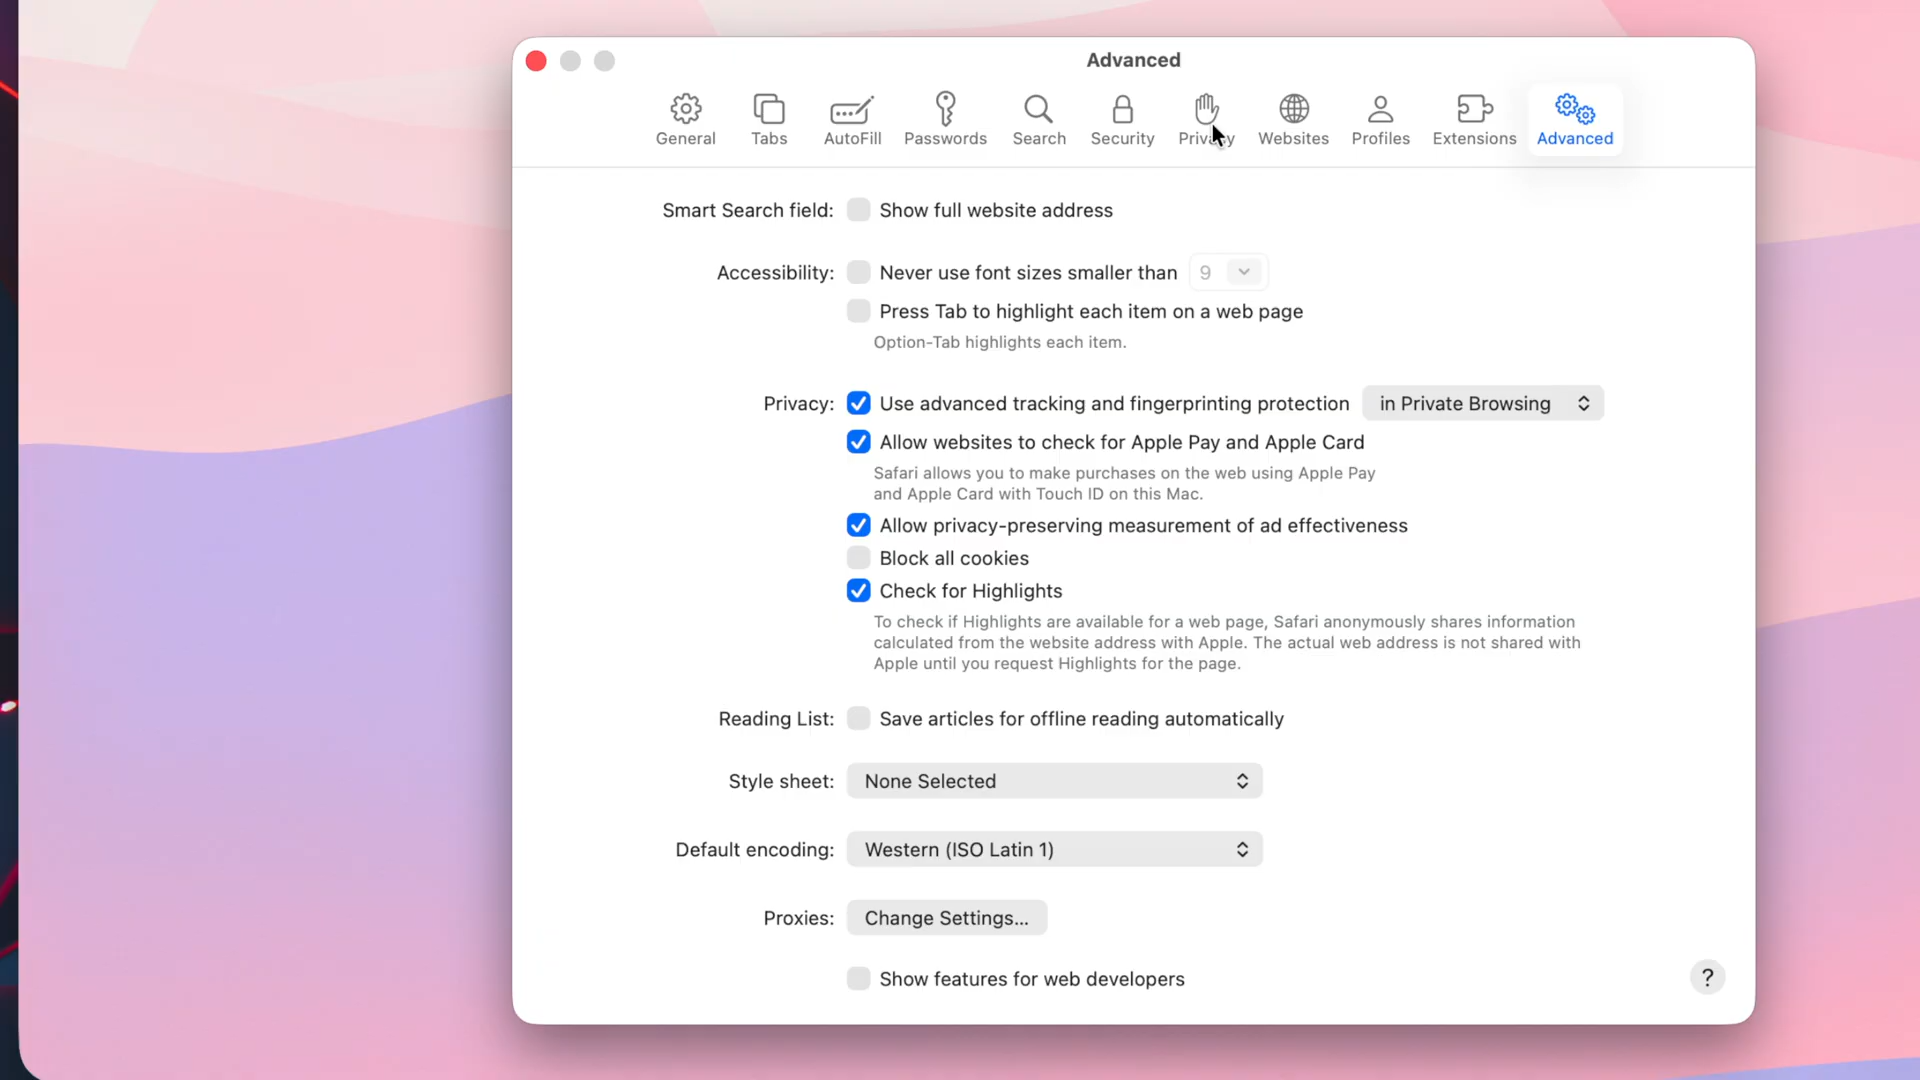 Advanced
General Tabs AutoFill Passwords Search Security Privacy Websites Profiles Extensions Advanced
Smart Search field: Show full website address
Accessibility: Never use font sizes smaller than 9
Press Tab to highlight each item on a web page
Option-Tab highlights each item.
Privacy: Use advanced tracking and fingerprinting protection in Private Browsing
Allow websites to check for Apple Pay and Apple Card
Safari allows you to make purchases on the web using Apple Pay
and Apple Card with Touch ID on this Mac.
Allow privacy-preserving measurement of ad effectiveness
Block all cookies
Check for Highlights
To check if Highlights are available for a web page, Safari anonymously shares information
calculated from the website address with Apple. The actual web address is not shared with
Apple until you request Highlights for the page.
Reading List: Save articles for offline reading automatically
Style sheet: None Selected
Default encoding: Western (ISO Latin 1)
Proxies: Change Settings...
Show features for web developers
?